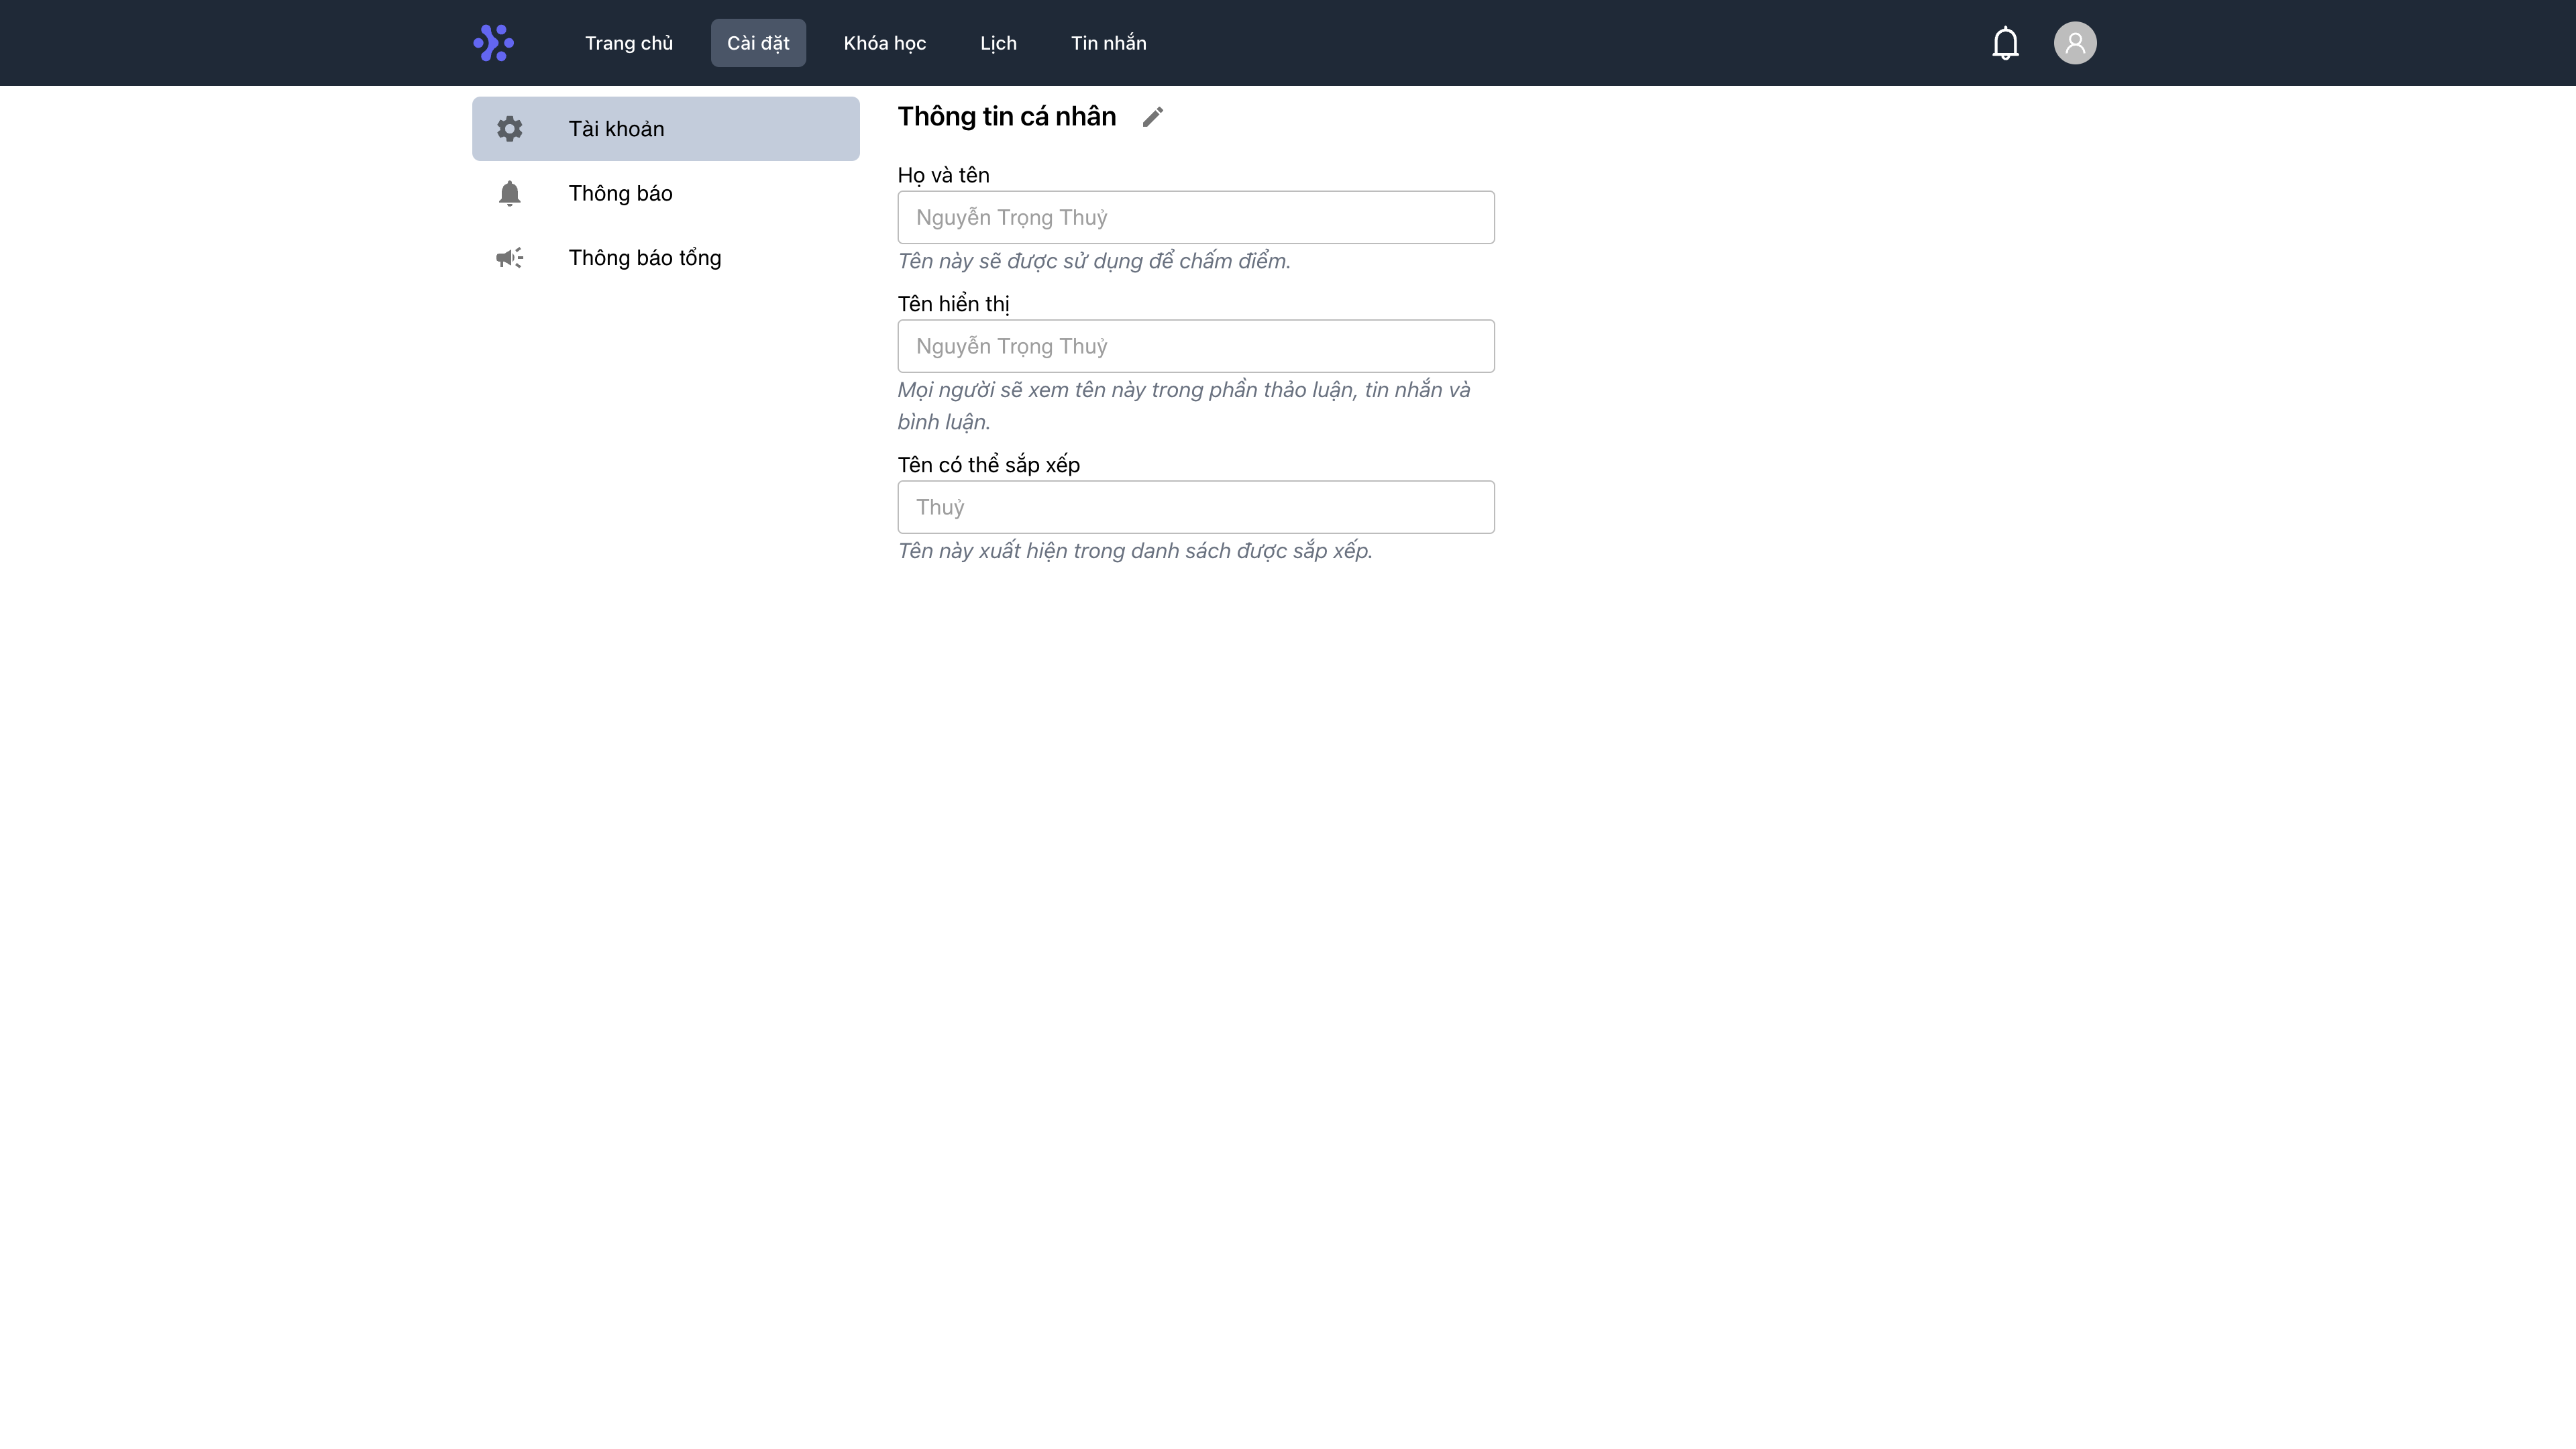 Trang chủ
Cài đặt
Khóa học
Lịch
Tin nhắn
Tài khoản
Thông báo
Thông báo tổng
Thông tin cá nhân
Họ và tên
Nguyễn Trọng Thuỷ
Tên này sẽ được sử dụng để chấm điểm.
Tên hiển thị
Nguyễn Trọng Thuỷ
Mọi người sẽ xem tên này trong phần thảo luận, tin nhắn và
bình luận.
Tên có thể sắp xếp
Thuỷ
Tên này xuất hiện trong danh sách được sắp xếp.